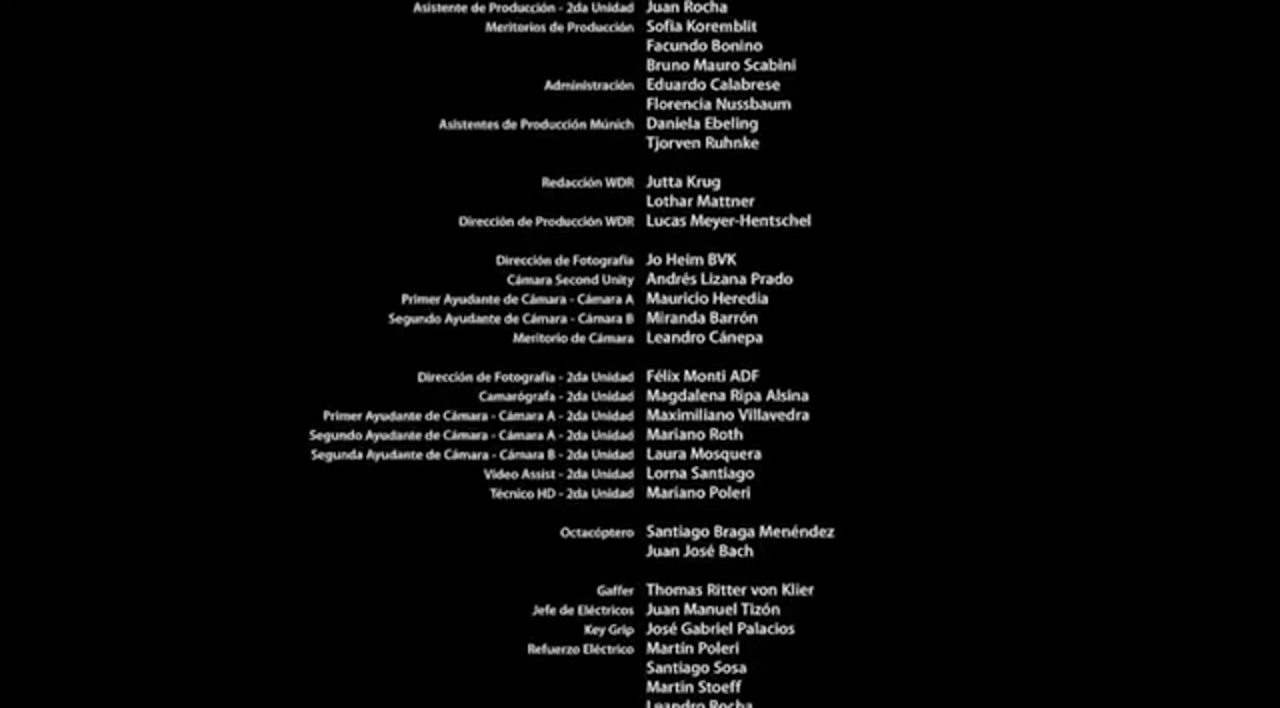 Asistente de Producción - 2da Unidad Juan Rocha
Meritorios de Producción Sofia Koremblit
Facundo Bonino
Bruno Mauro Scabini
Administración Eduardo Calabrese
Florencia Nussbaum
Asistentes de Producción Múnich Daniela Ebeling
Tjorven Ruhnke
Redacción WDR Jutta Krug
Lothar Mattner
Dirección de Producción WDR Lucas Meyer-Hentschel
Dirección de Fotografía Jo Heim BVK
Cámara Second Unity Andrés Lizana Prado
Primer Ayudante de Cámara - Cámara A Mauricio Heredia
Segundo Ayudante de Cámara - Cámara B Miranda Barrón
Meritorio de Cámara Leandro Cánepa
Dirección de Fotografía - 2da Unidad Félix Monti ADF
Camarógrafa - 2da Unidad Magdalena Ripa Alsina
Primer Ayudante de Cámara - Cámara A - 2da Unidad Maximiliano Villavedra
Segundo Ayudante de Cámara - Cámara A - 2da Unidad Mariano Roth
Segunda Ayudante de Cámara - Cámara B - 2da Unidad Laura Mosquera
Video Assist - 2da Unidad Lorna Santiago
Técnico HD - 2da Unidad Mariano Poleri
Octacóptero Santiago Braga Menéndez
Juan José Bach
Gaffer Thomas Ritter von Klier
Jefe de Eléctricos Juan Manuel Tizón
Key Grip José Gabriel Palacios
Refuerzo Eléctrico Martin Poleri
Santiago Sosa
Martin Stoeff
Leandro Rocha